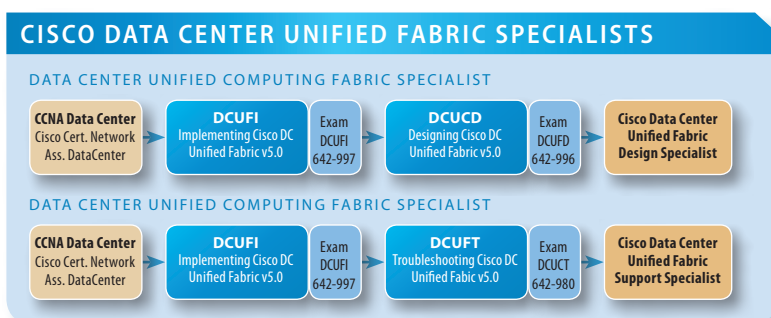 CISCO DATA CENTER UNIFIED FABRIC SPECIALISTS
DATA CENTER UNIFIED COMPUTING FABRIC SPECIALIST
CCNA Data Center
Cisco Cert. Network
Ass. DataCenter
DCUFI
Implementing Cisco DC
Unified Fabric v5.0
Exam
DCUFI
642-997
DCUCD
Designing Cisco DC
Unified Fabric v5.0
Exam
DCUFD
642-996
Cisco Data Center
Unified Fabric
Design Specialist
DATA CENTER UNIFIED COMPUTING FABRIC SPECIALIST
CCNA Data Center
Cisco Cert. Network
Ass. DataCenter
DCUFI
Implementing Cisco DC
Unified Fabric v5.0
Exam
DCUFI
642-997
DCUFT
Troubleshooting Cisco DC
Unified Fabic v5.0
Exam
DCUCT
642-980
Cisco Data Center
Unified Fabric
Support Specialist